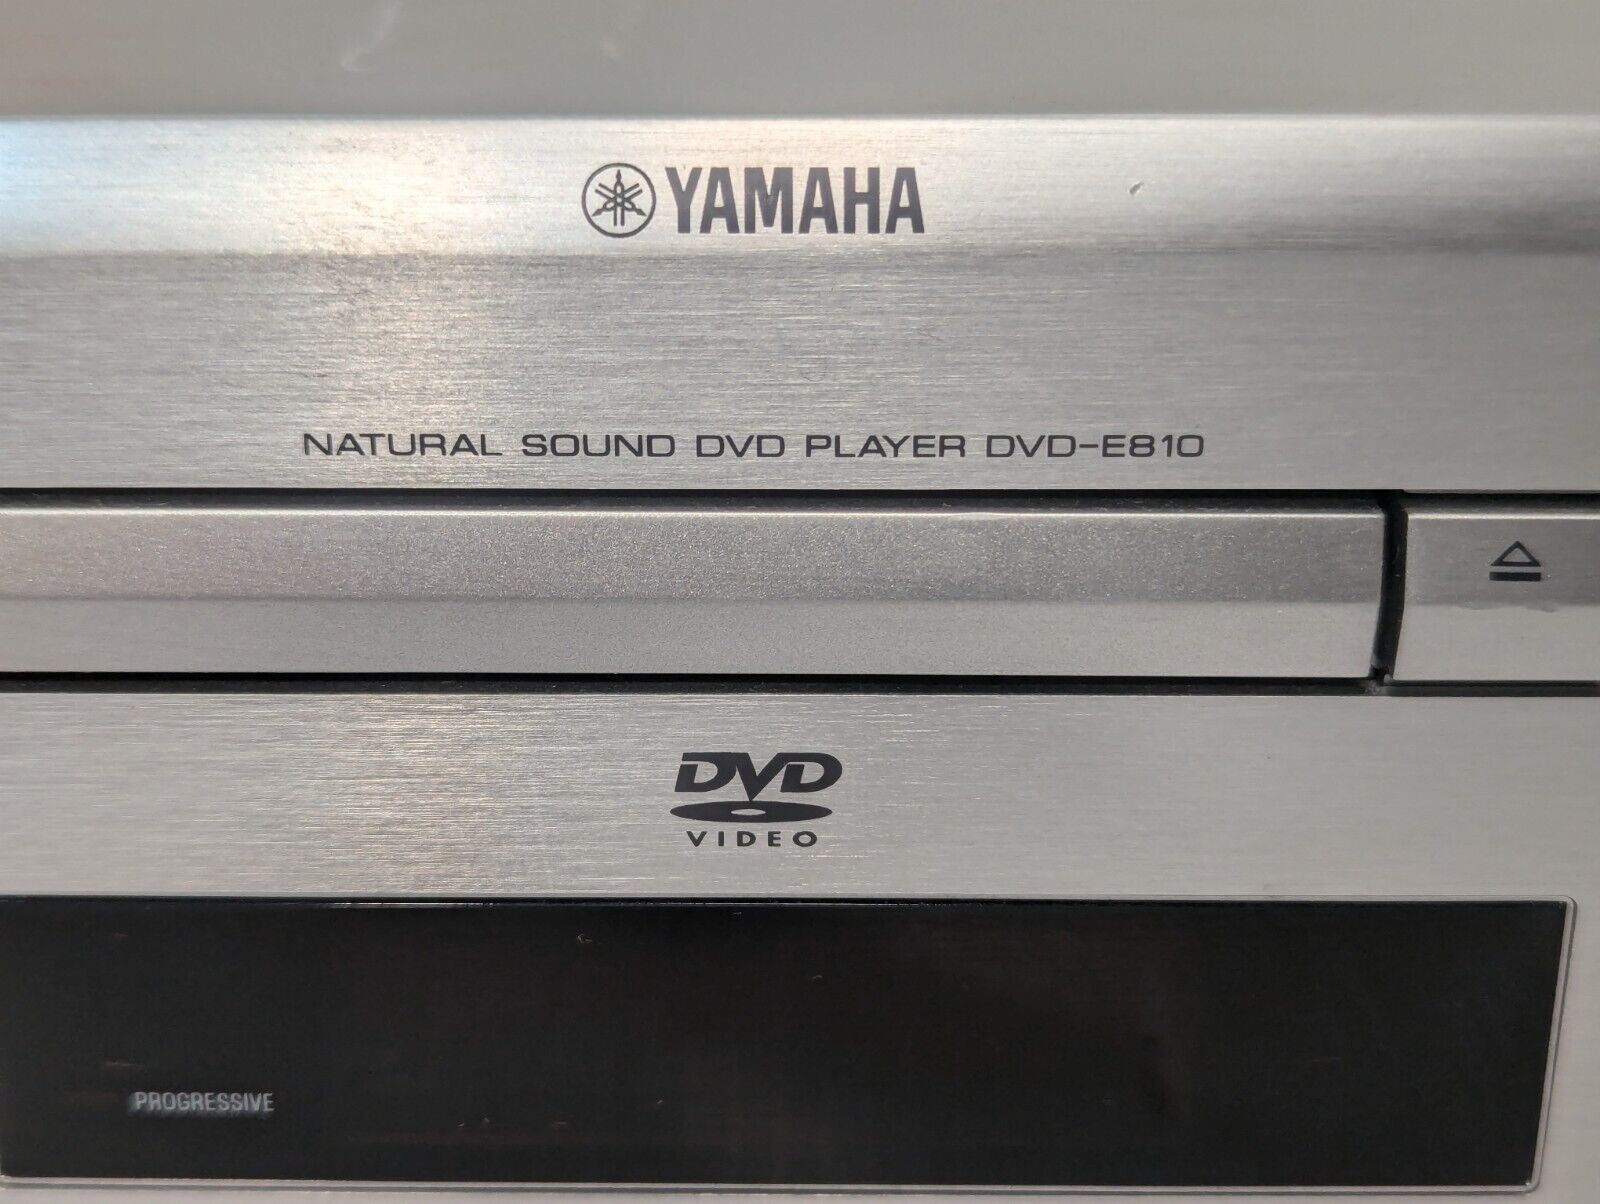 YAMAHA
NATURAL SOUND DVD PLAYER DVD-E810
DVD
VIDEO
PROGRESSIVE